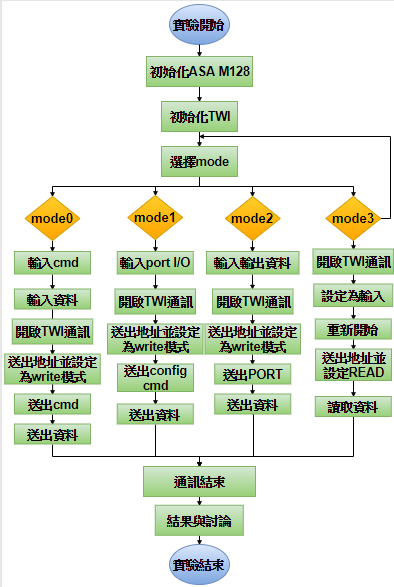 實驗開始
初始化ASA M128
初始化TWI
選擇mode
mode0
mode1
mode2
mode3
輸入cmd
輸入資料
開啟TWI通訊
送出地址並設定
為write模式
送出cmd
送出資料
輸入port I/O
開啟TWI通訊
送出地址並設定
為write模式
送出config
cmd
送出資料
輸入輸出資料
開啟TWI通訊
送出地址並設定
為write模式
送出PORT
送出資料
開啟TWI通訊
設定為輸入
重新開始
送出地址並
設定READ
讀取資料
通訊結束
結果與討論
實驗結束